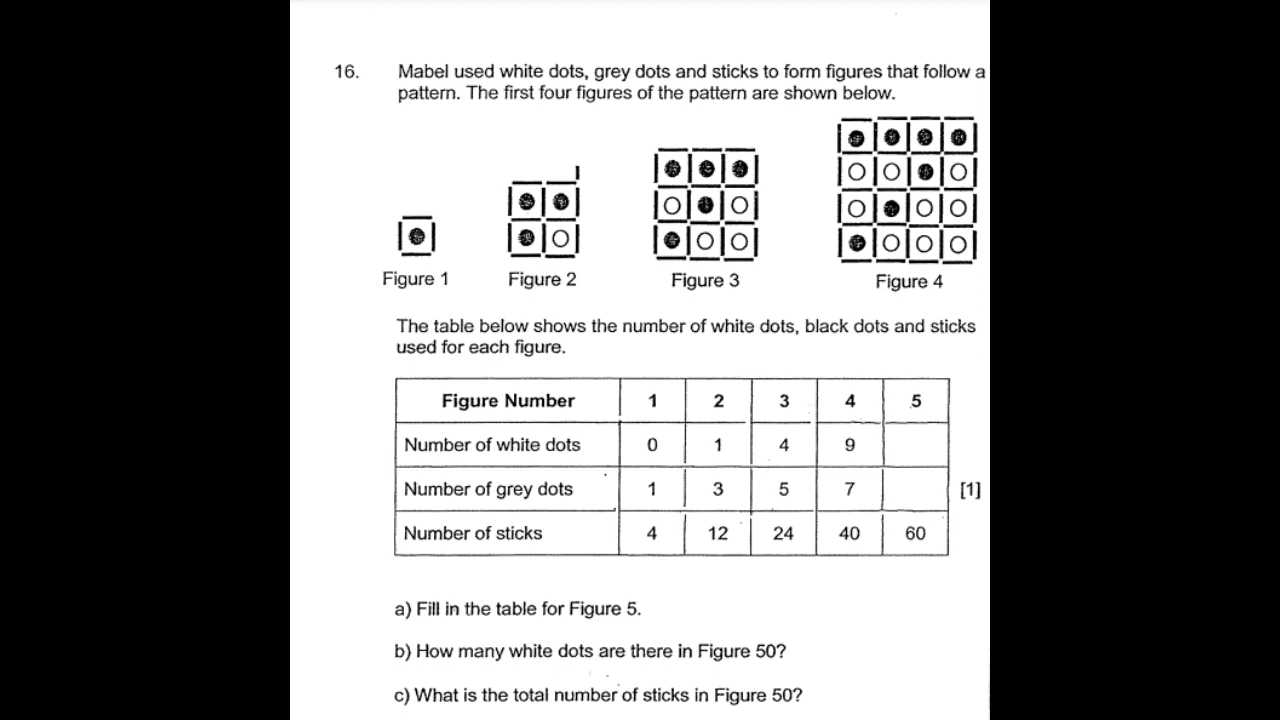 16. Mabel used white dots, grey dots and sticks to form figures that follow a
pattern. The first four figures of the pattern are shown below.
Figure 1 Figure 2 Figure 3 Figure 4
The table below shows the number of white dots, black dots and sticks
used for each figure.
Figure Number 1 2 3 4 5
Number of white dots 0 1 4 9
Number of grey dots 1 3 5 7 [1]
Number of sticks 4 12 24 40 60
a) Fill in the table for Figure 5.
b) How many white dots are there in Figure 50?
c) What is the total number of sticks in Figure 50?